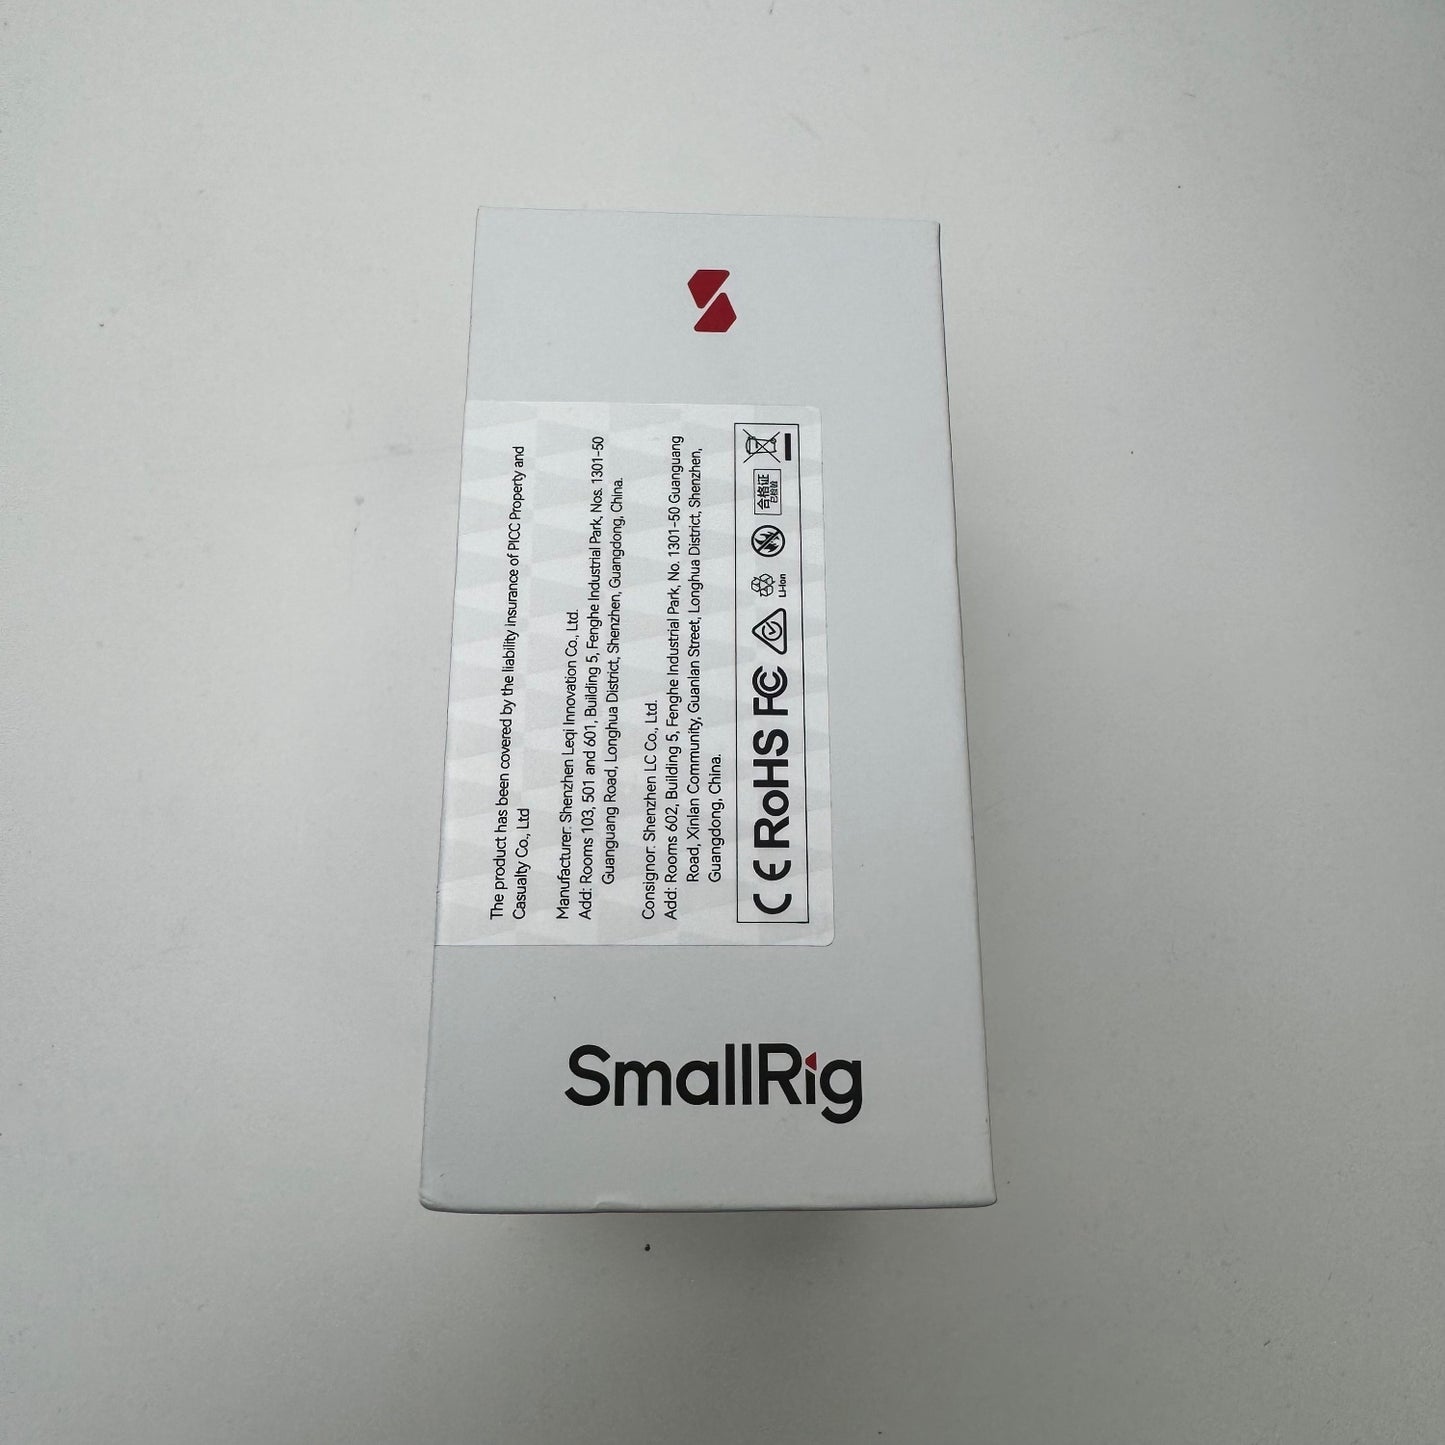 The product has been covered by the liability insurance of PICC Property and
Casualty Co., Ltd
Manufacturer: Shenzhen Leqi Innovation Co., Ltd.
Add: Rooms 103, 501 and 601, Building 5, Fenghe Industrial Park, Nos. 1301-50
Guanguang Road, Longhua District, Shenzhen, Guangdong, China.
Consignor: Shenzhen LC Co., Ltd.
Add: Rooms 602, Building 5, Fenghe Industrial Park, No. 1301-50 Guanguang
Road, Xinlan Community, Guanlan Street, Longhua District, Shenzhen,
Guangdong, China.
CE RoHS FC
Li-ion
合格证
已检验
SmallRig